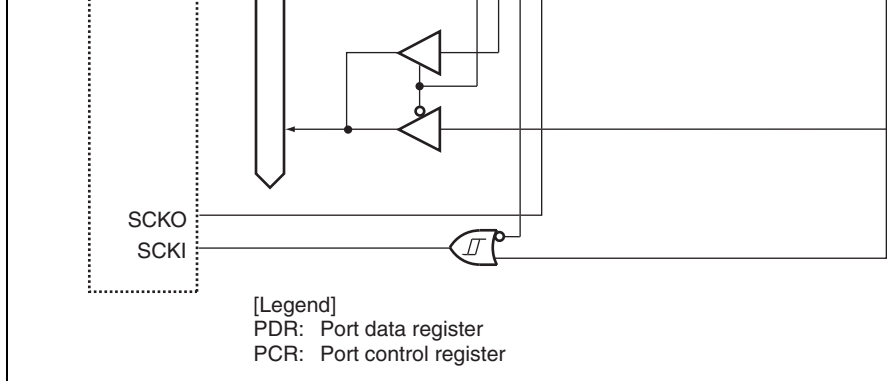 SCKO
SCKI
[Legend]
PDR: Port data register
PCR: Port control register